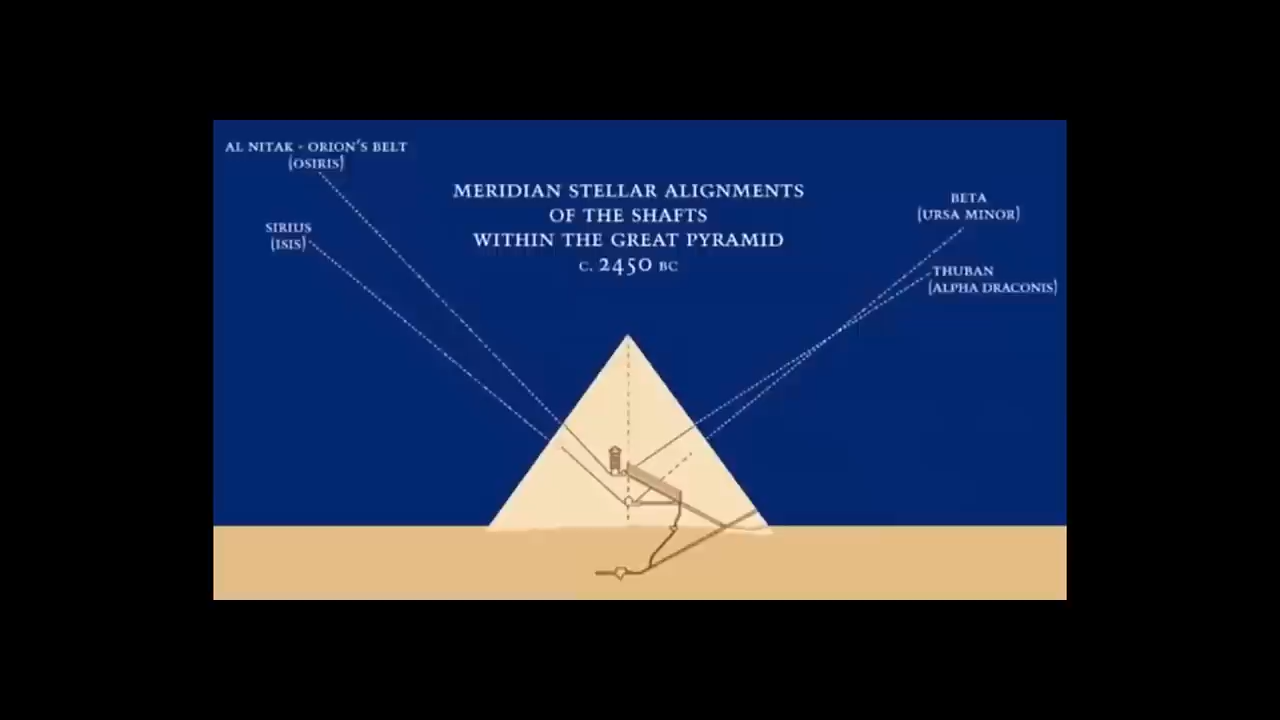 AL NITAK - ORION'S BELT
(OSIRIS)
SIRIUS
(ISIS)
MERIDIAN STELLAR ALIGNMENTS
OF THE SHAFTS
WITHIN THE GREAT PYRAMID
C. 2450 BC
BETA
(URSA MINOR)
THUBAN
(ALPHA DRACONIS)